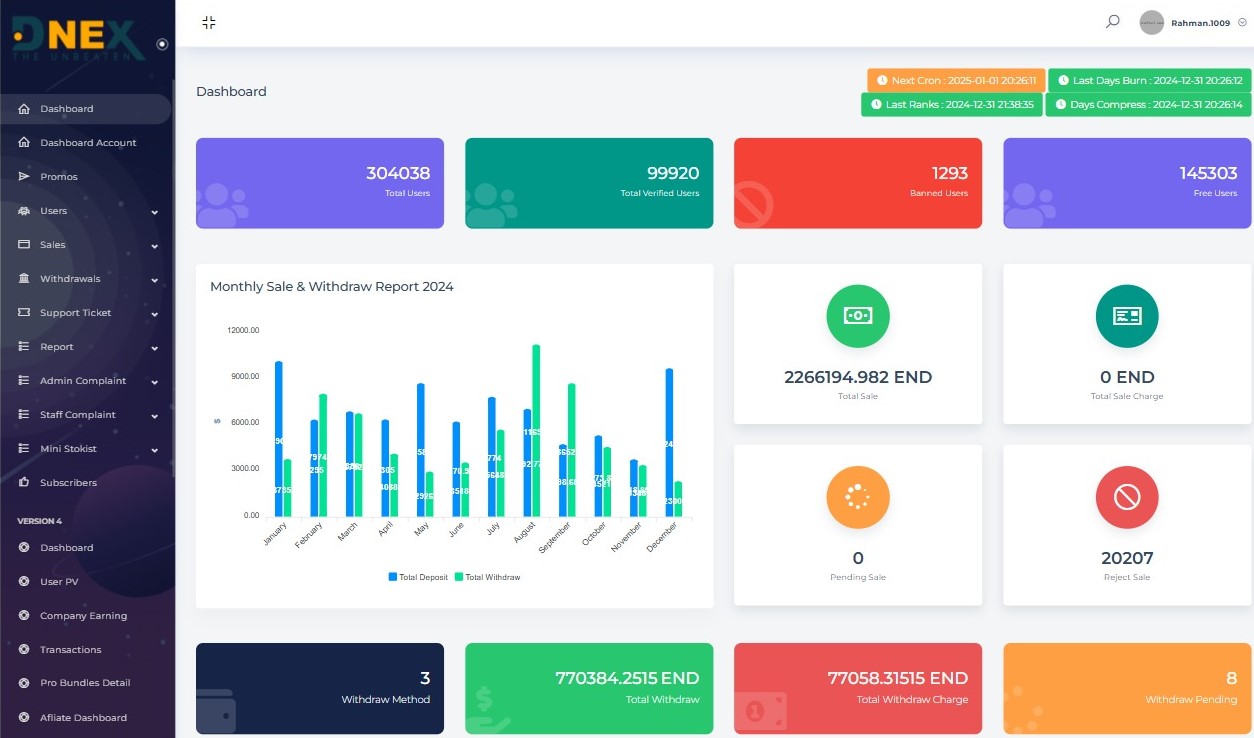 DNEX
THE UNBEATEN
Rahman.1009
Dashboard
Dashboard Account
Promos
Users
Sales
Withdrawals
Support Ticket
Report
Admin Complaint
Staff Complaint
Mini Stokist
Subscribers
VERSION 4
Dashboard
User PV
Company Earning
Transactions
Pro Bundles Detail
Afliate Dashboard
Dashboard
Next Cron : 2025-01-01 20:26:11
Last Days Burn : 2024-12-31 20:26:12
Last Ranks : 2024-12-31 21:38:35
Days Compress : 2024-12-31 20:26:14
304038
Total Users
99920
Total Verified Users
1293
Banned Users
145303
Free Users
Monthly Sale & Withdraw Report 2024
12000.00
9000.00
6000.00
3000.00
0.00
$
January
February
March
April
May
June
July
August
September
October
November
December
Total Deposit
Total Withdraw
2266194.982 END
Total Sale
0 END
Total Sale Charge
0
Pending Sale
20207
Reject Sale
3
Withdraw Method
770384.2515 END
Total Withdraw
77058.31515 END
Total Withdraw Charge
8
Withdraw Pending